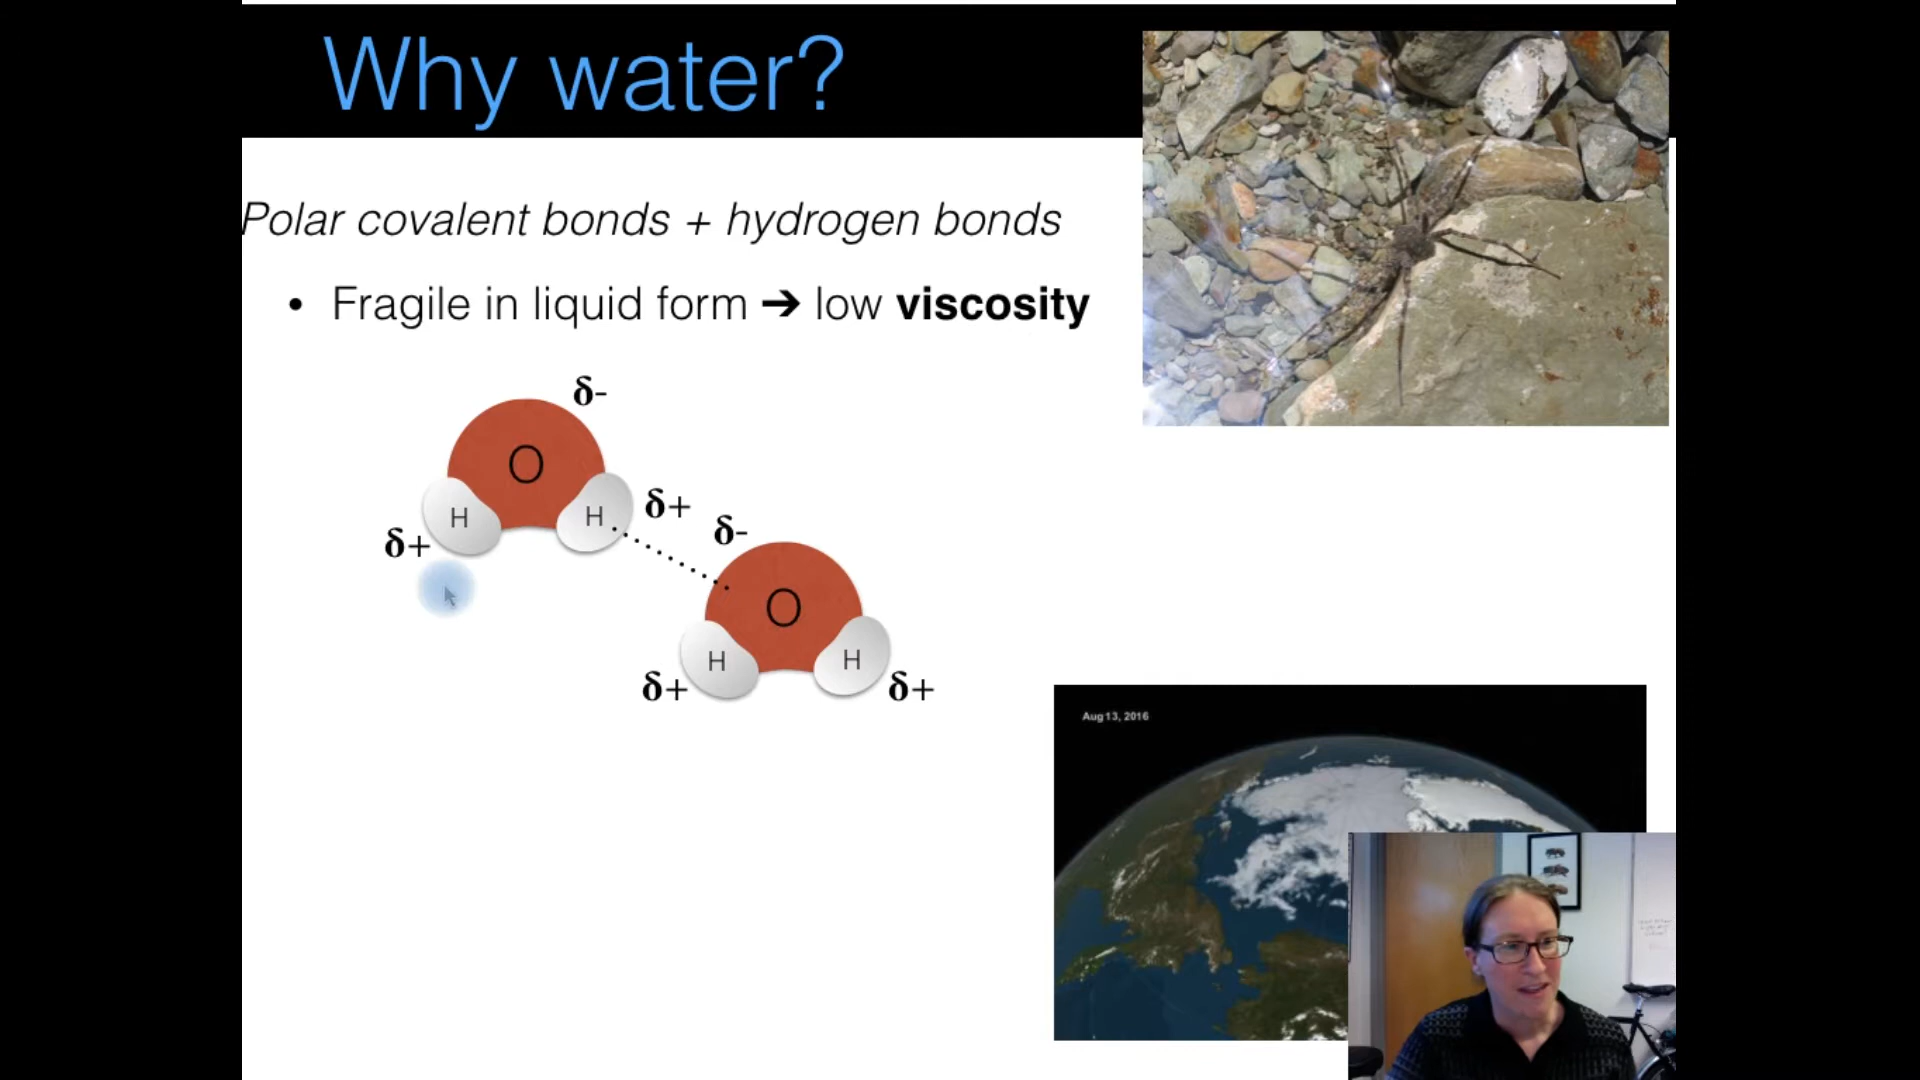 Why water?
Polar covalent bonds + hydrogen bonds
• Fragile in liquid form ➔ low viscosity
δ-
O
H
H
δ+
δ+
δ-
O
H
H
δ+
δ+
Aug 13, 2016